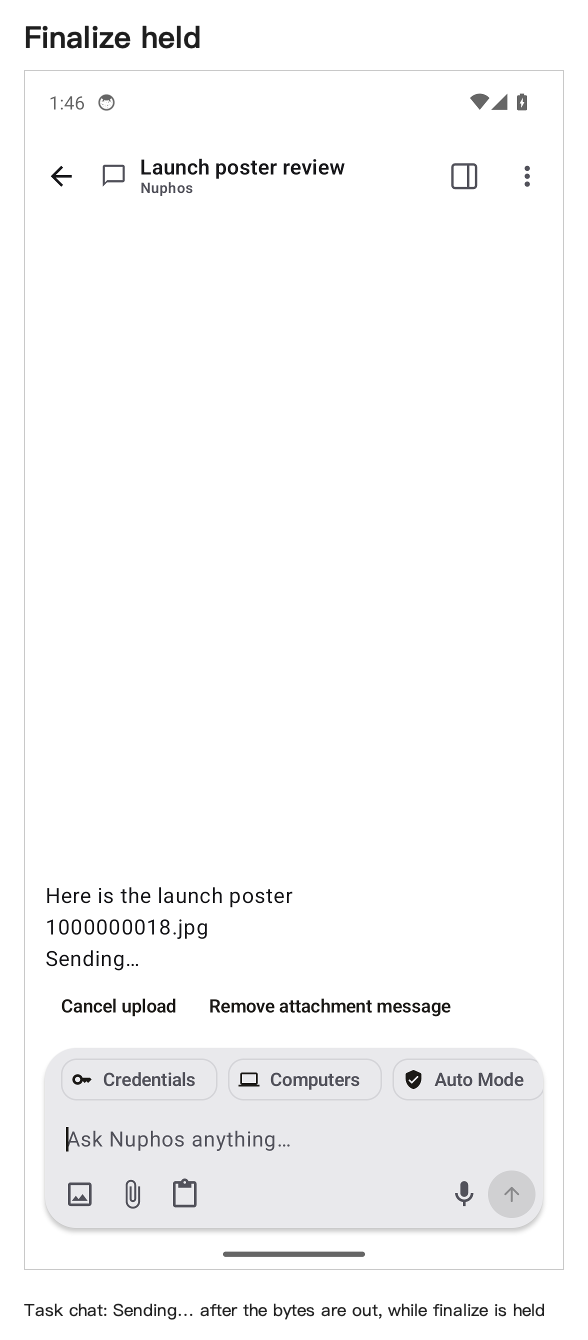 Finalize held
1:46
Launch poster review
Nuphos
Here is the launch poster
1000000018.jpg
Sending…
Cancel upload Remove attachment message
Credentials Computers Auto Mode
Ask Nuphos anything…
Task chat: Sending… after the bytes are out, while finalize is held